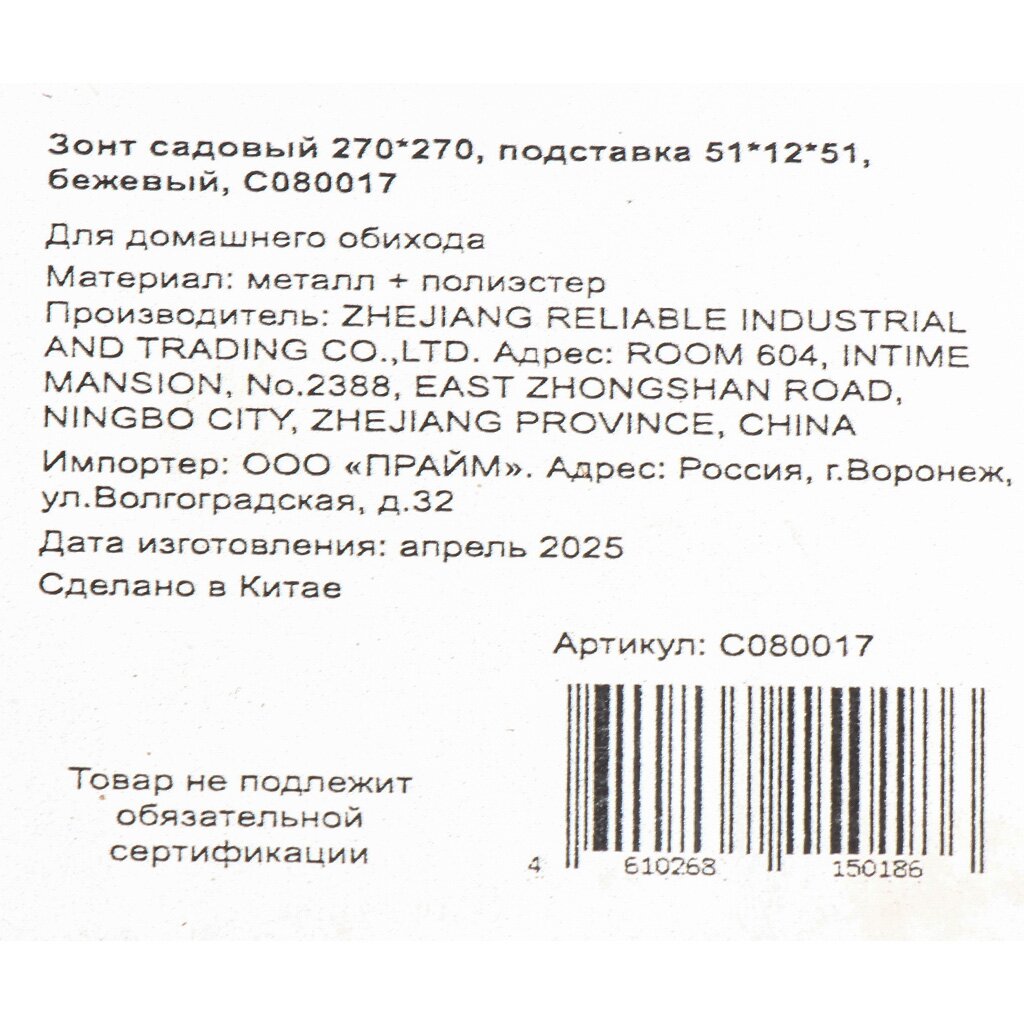 Зонт садовый 270*270, подставка 51*12*51,
бежевый, С080017
Для домашнего обихода
Материал: металл + полиэстер
Производитель: ZHEJIANG RELIABLE INDUSTRIAL
AND TRADING CO.,LTD. Адрес: ROOM 604, INTIME
MANSION, No.2388, EAST ZHONGSHAN ROAD,
NINGBO CITY, ZHEJIANG PROVINCE, CHINA
Импортер: ООО «ПРАЙМ». Адрес: Россия, г.Воронеж,
ул.Волгоградская, д.32
Дата изготовления: апрель 2025
Сделано в Китае
Артикул: С080017
Товар не подлежит
обязательной
сертификации
4 610268 150186